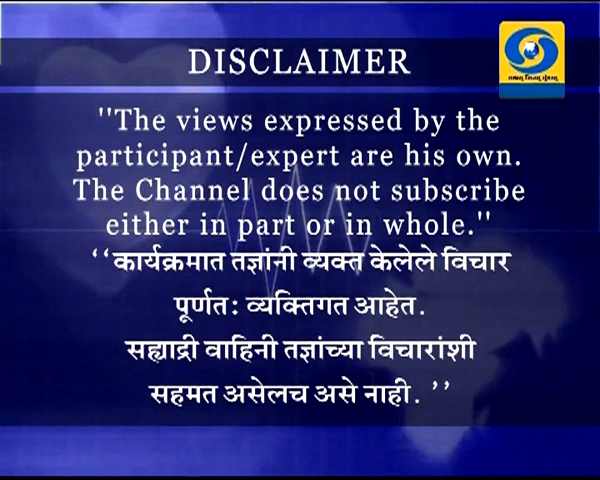 DISCLAIMER
''The views expressed by the
participant/expert are his own.
The Channel does not subscribe
either in part or in whole.''
‘‘कार्यक्रमात तज्ञांनी व्यक्त केलेले विचार
पूर्णत: व्यक्तिगत आहेत.
सह्याद्री वाहिनी तज्ञांच्या विचारांशी
सहमत असेलच असे नाही. ’’